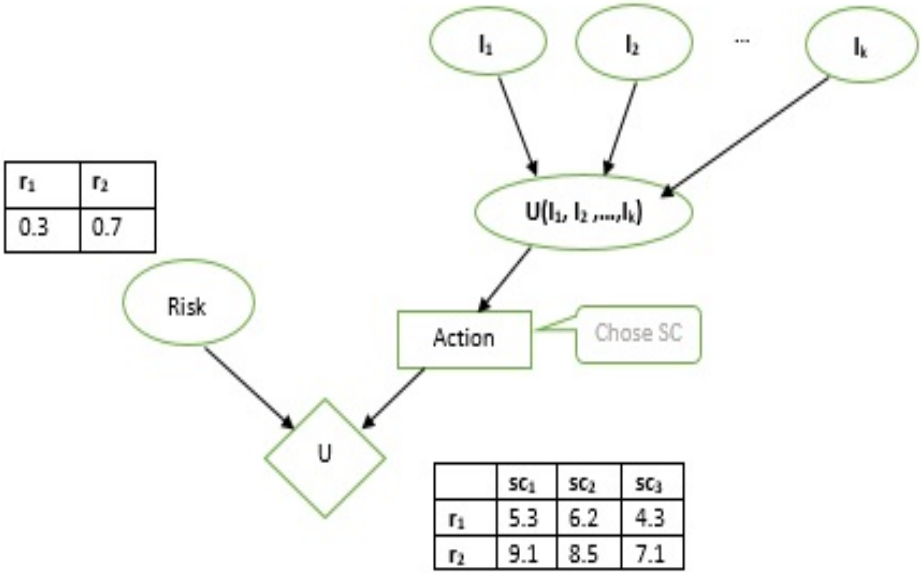 I₁ I₂ ... Iₖ
r₁ r₂
0.3 0.7
U(I₁, I₂ ,...,Iₖ)
Risk
Action
Chose SC
U
sc₁ sc₂ sc₃
r₁ 5.3 6.2 4.3
r₂ 9.1 8.5 7.1